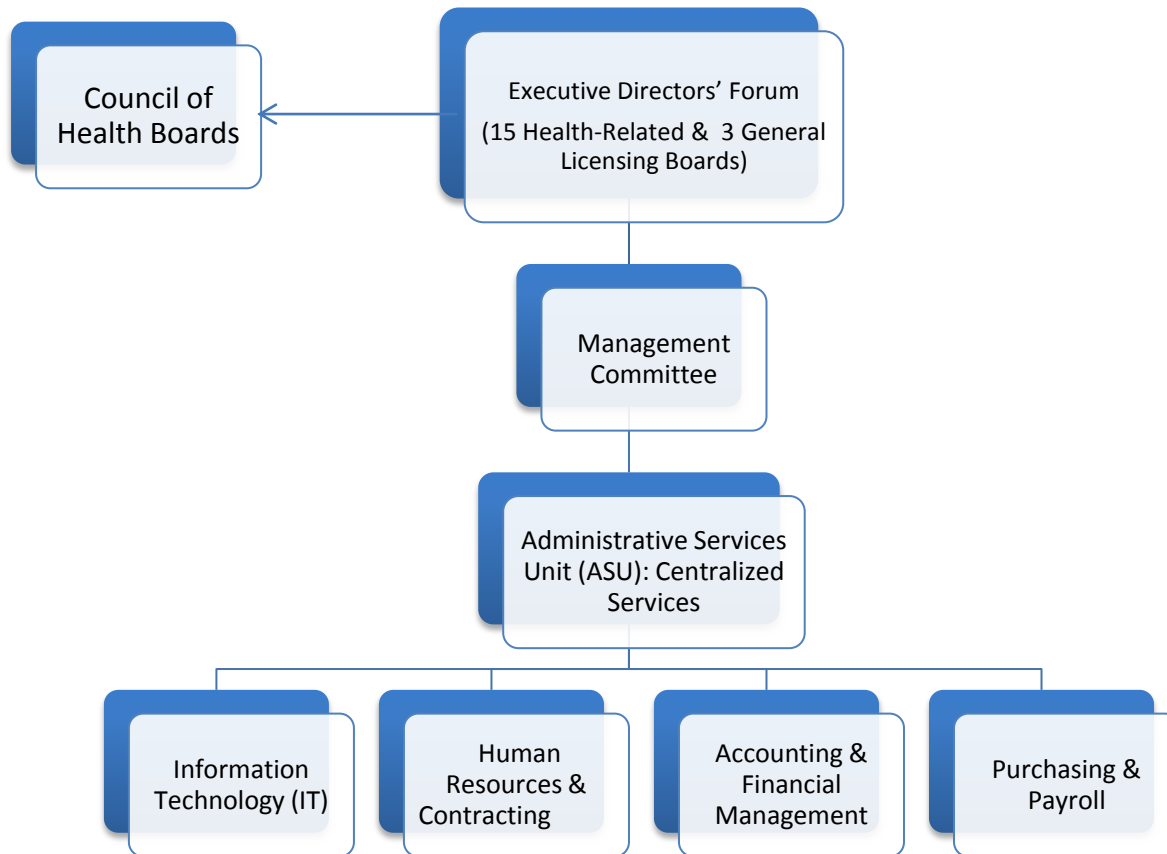 Council of
Health Boards
Executive Directors’ Forum
(15 Health-Related & 3 General
Licensing Boards)
Management
Committee
Administrative Services
Unit (ASU): Centralized
Services
Information
Technology (IT)
Human
Resources &
Contracting
Accounting &
Financial
Management
Purchasing &
Payroll